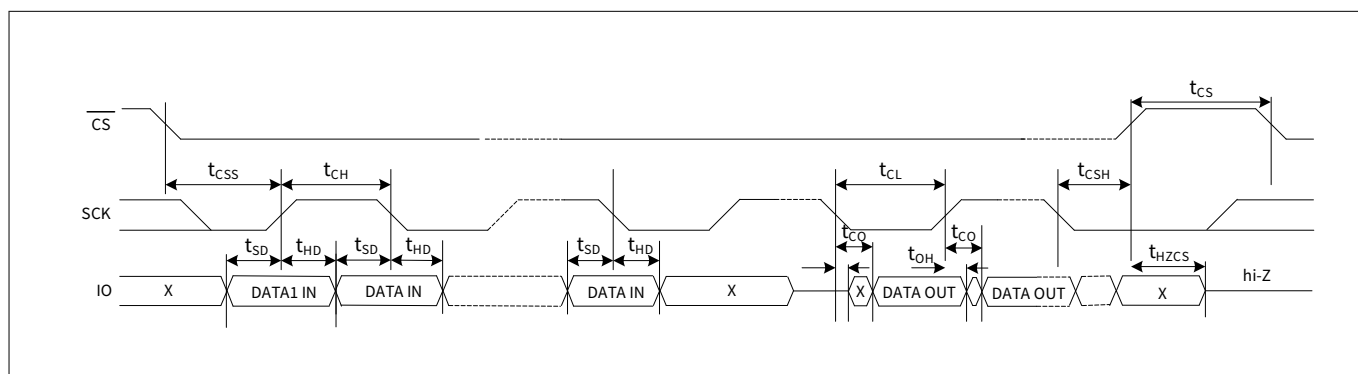 tCS
CS
tCSS tCH tCL tCSH
SCK
tSD tHD tSD tHD tSD tHD tCO tOH tCO tHZCS
IO X DATA1 IN DATA IN DATA IN X X DATA OUT DATA OUT X hi-Z